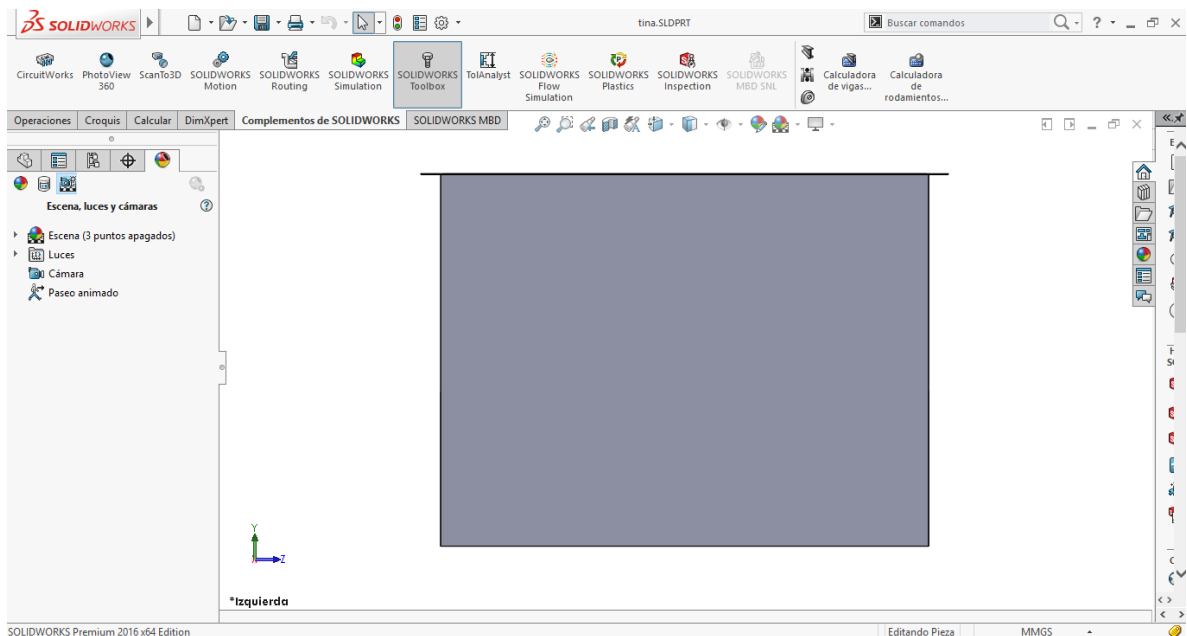 SOLIDWORKS
tina.SLDPRT
Buscar comandos
CircuitWorks
PhotoView
360
ScanTo3D
SOLIDWORKS
Motion
SOLIDWORKS
Routing
SOLIDWORKS
Simulation
SOLIDWORKS
Toolbox
TolAnalyst
SOLIDWORKS
Flow
Simulation
SOLIDWORKS
Plastics
SOLIDWORKS
Inspection
SOLIDWORKS
MBD SNL
Calculadora
de vigas...
Calculadora
de
rodamientos...
Operaciones Croquis Calcular DimXpert Complementos de SOLIDWORKS SOLIDWORKS MBD
Escena, luces y cámaras
Escena (3 puntos apagados)
Luces
Cámara
Paseo animado
Y
Z
*Izquierda
SOLIDWORKS Premium 2016 x64 Edition
Editando Pieza
MMGS